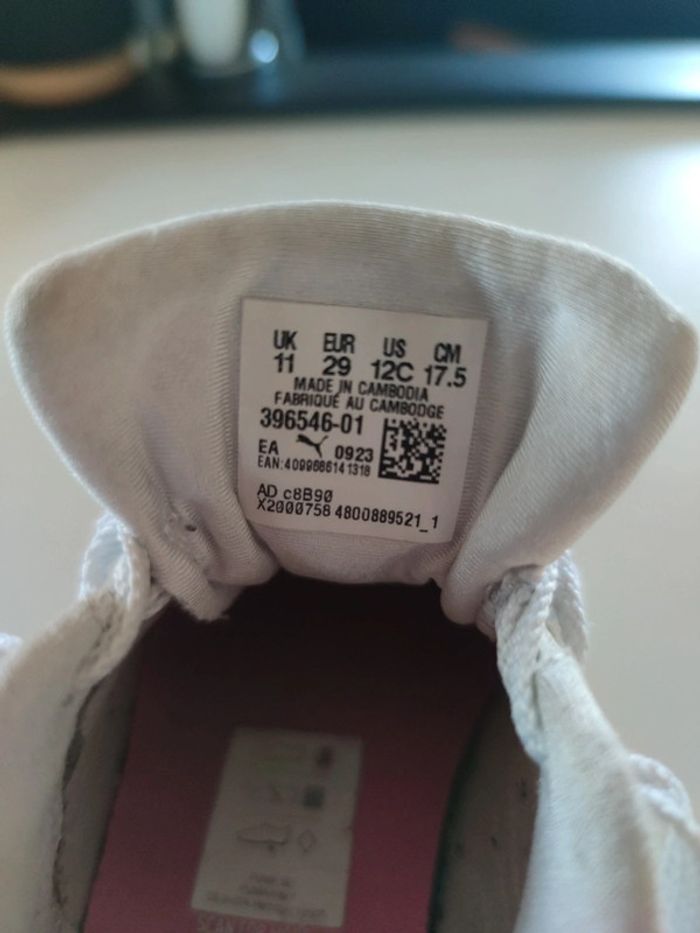 UK EUR US CM
11 29 12C 17.5
MADE IN CAMBODIA
FABRIQUÉ AU CAMBODGE
396546-01
EA 0923
EAN:4099686141318
AD c8B90
X2000758 4800889521_1